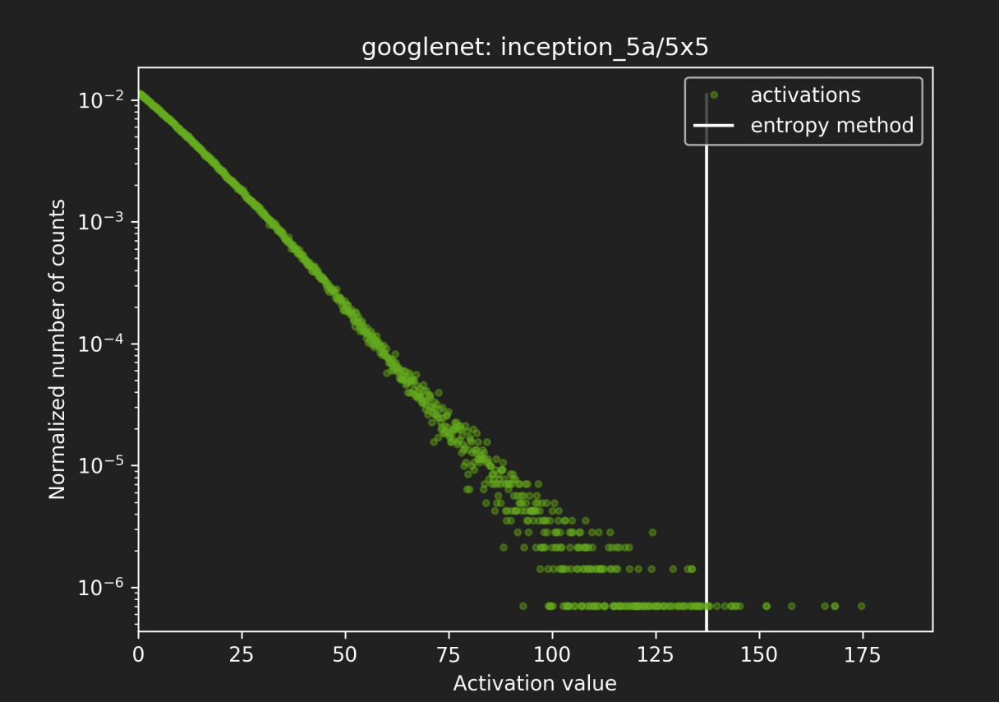 googlenet: inception_5a/5x5
activations
entropy method
Normalized number of counts
10⁻²
10⁻³
10⁻⁴
10⁻⁵
10⁻⁶
0 25 50 75 100 125 150 175
Activation value